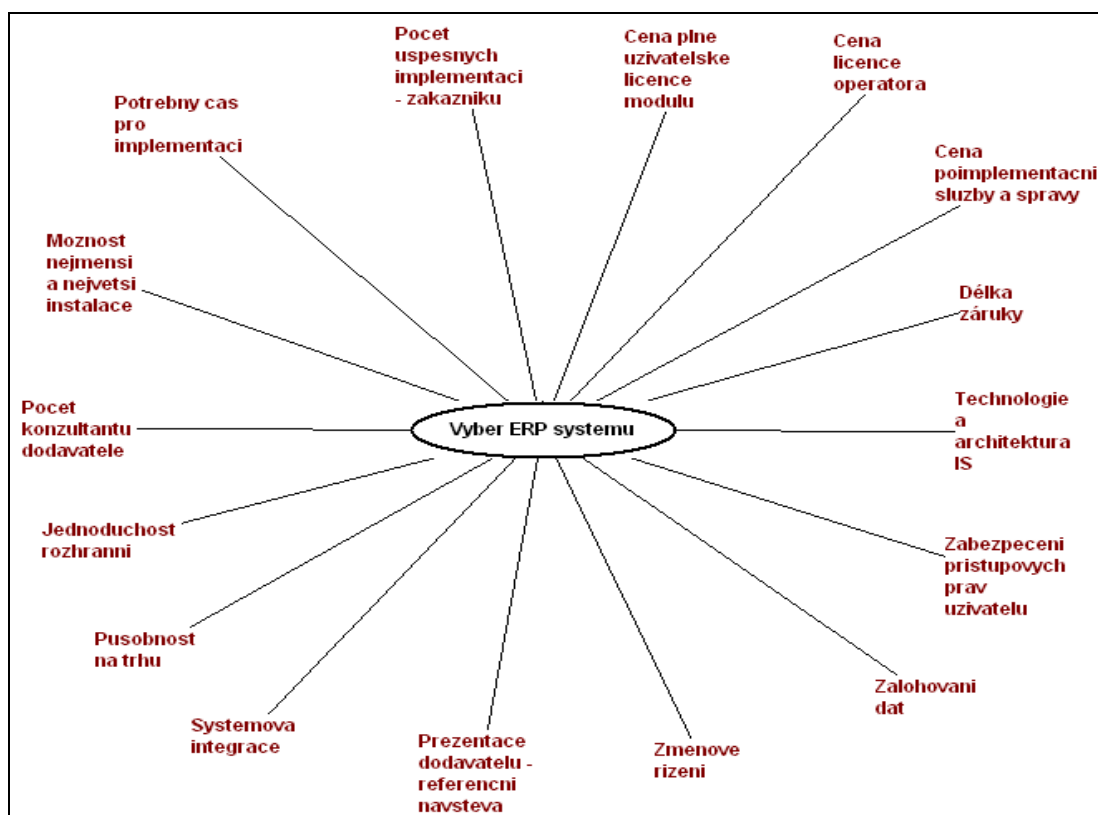 Pocet
uspesnych
implementaci
- zakazniku
Cena plne
uzivatelske
licence
modulu
Cena
licence
operatora
Potrebny cas
pro
implementaci
Cena
poimplementacni
sluzby a spravy
Moznost
nejmensi
a nejvetsi
instalace
Délka
záruky
Pocet
konzultantu
dodavatele
Vyber ERP systemu
Technologie
a
architektura
IS
Jednoduchost
rozhranni
Zabezpeceni
pristupovych
prav
uzivatelu
Pusobnost
na trhu
Zalohovani
dat
Systemova
integrace
Prezentace
dodavatelu -
referencni
navsteva
Zmenove
rizeni